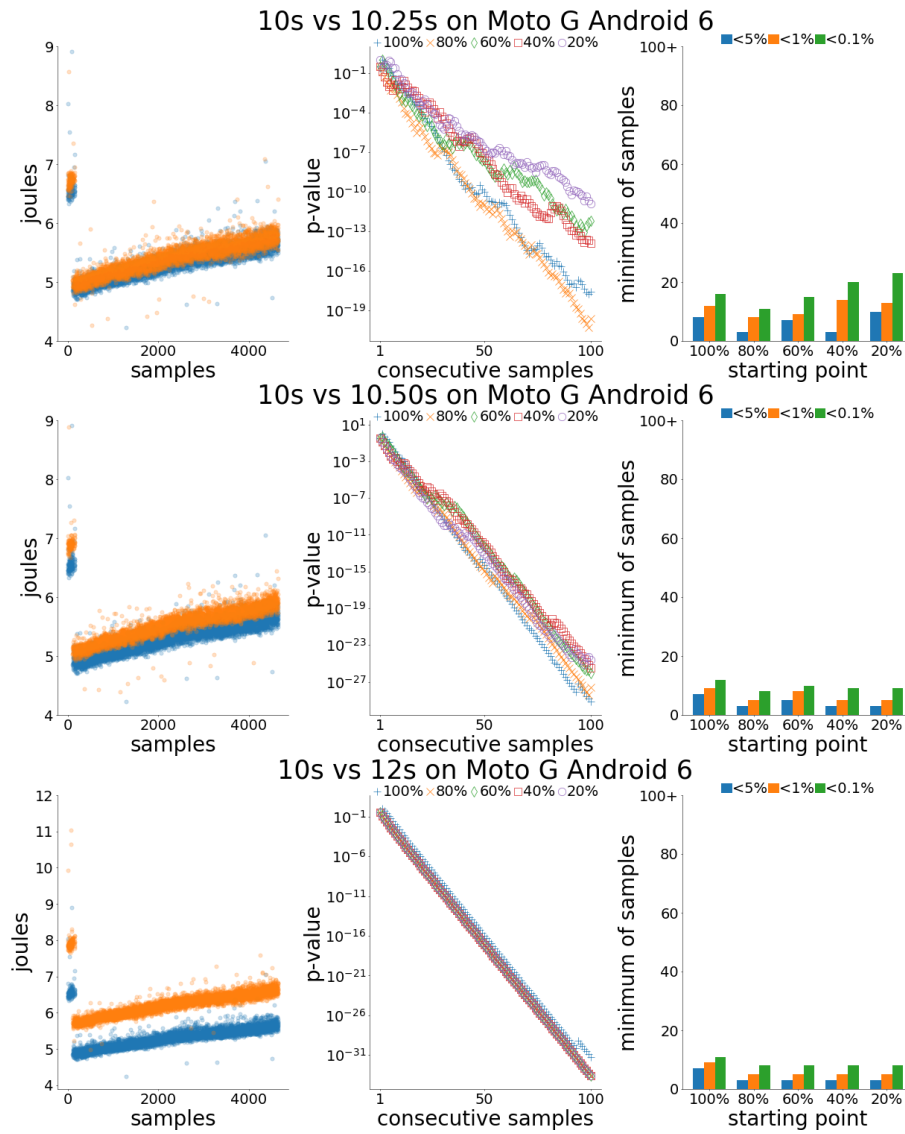 10s vs 10.25s on Moto G Android 6
100% 80% 60% 40% 20%
<5% <1% <0.1%
9
8
7
6
5
4
joules
0 2000 4000
samples
10⁻¹
10⁻⁴
10⁻⁷
10⁻¹⁰
10⁻¹³
10⁻¹⁶
10⁻¹⁹
p-value
1 50 100
consecutive samples
100+
80
60
40
20
0
minimum of samples
100% 80% 60% 40% 20%
starting point
10s vs 10.50s on Moto G Android 6
100% 80% 60% 40% 20%
<5% <1% <0.1%
9
8
7
6
5
4
joules
0 2000 4000
samples
10¹
10⁻³
10⁻⁷
10⁻¹¹
10⁻¹⁵
10⁻¹⁹
10⁻²³
10⁻²⁷
p-value
1 50 100
consecutive samples
100+
80
60
40
20
0
minimum of samples
100% 80% 60% 40% 20%
starting point
10s vs 12s on Moto G Android 6
100% 80% 60% 40% 20%
<5% <1% <0.1%
12
11
10
9
8
7
6
5
4
joules
0 2000 4000
samples
10⁻¹
10⁻⁶
10⁻¹¹
10⁻¹⁶
10⁻²¹
10⁻²⁶
10⁻³¹
p-value
1 50 100
consecutive samples
100+
80
60
40
20
0
minimum of samples
100% 80% 60% 40% 20%
starting point